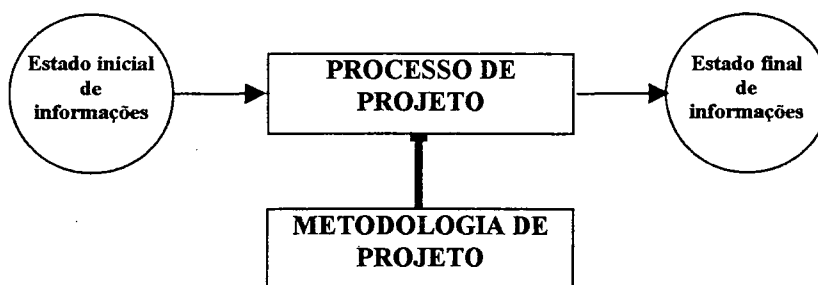 Estado inicial
de
informações
PROCESSO DE
PROJETO
Estado final
de
informações
METODOLOGIA DE
PROJETO